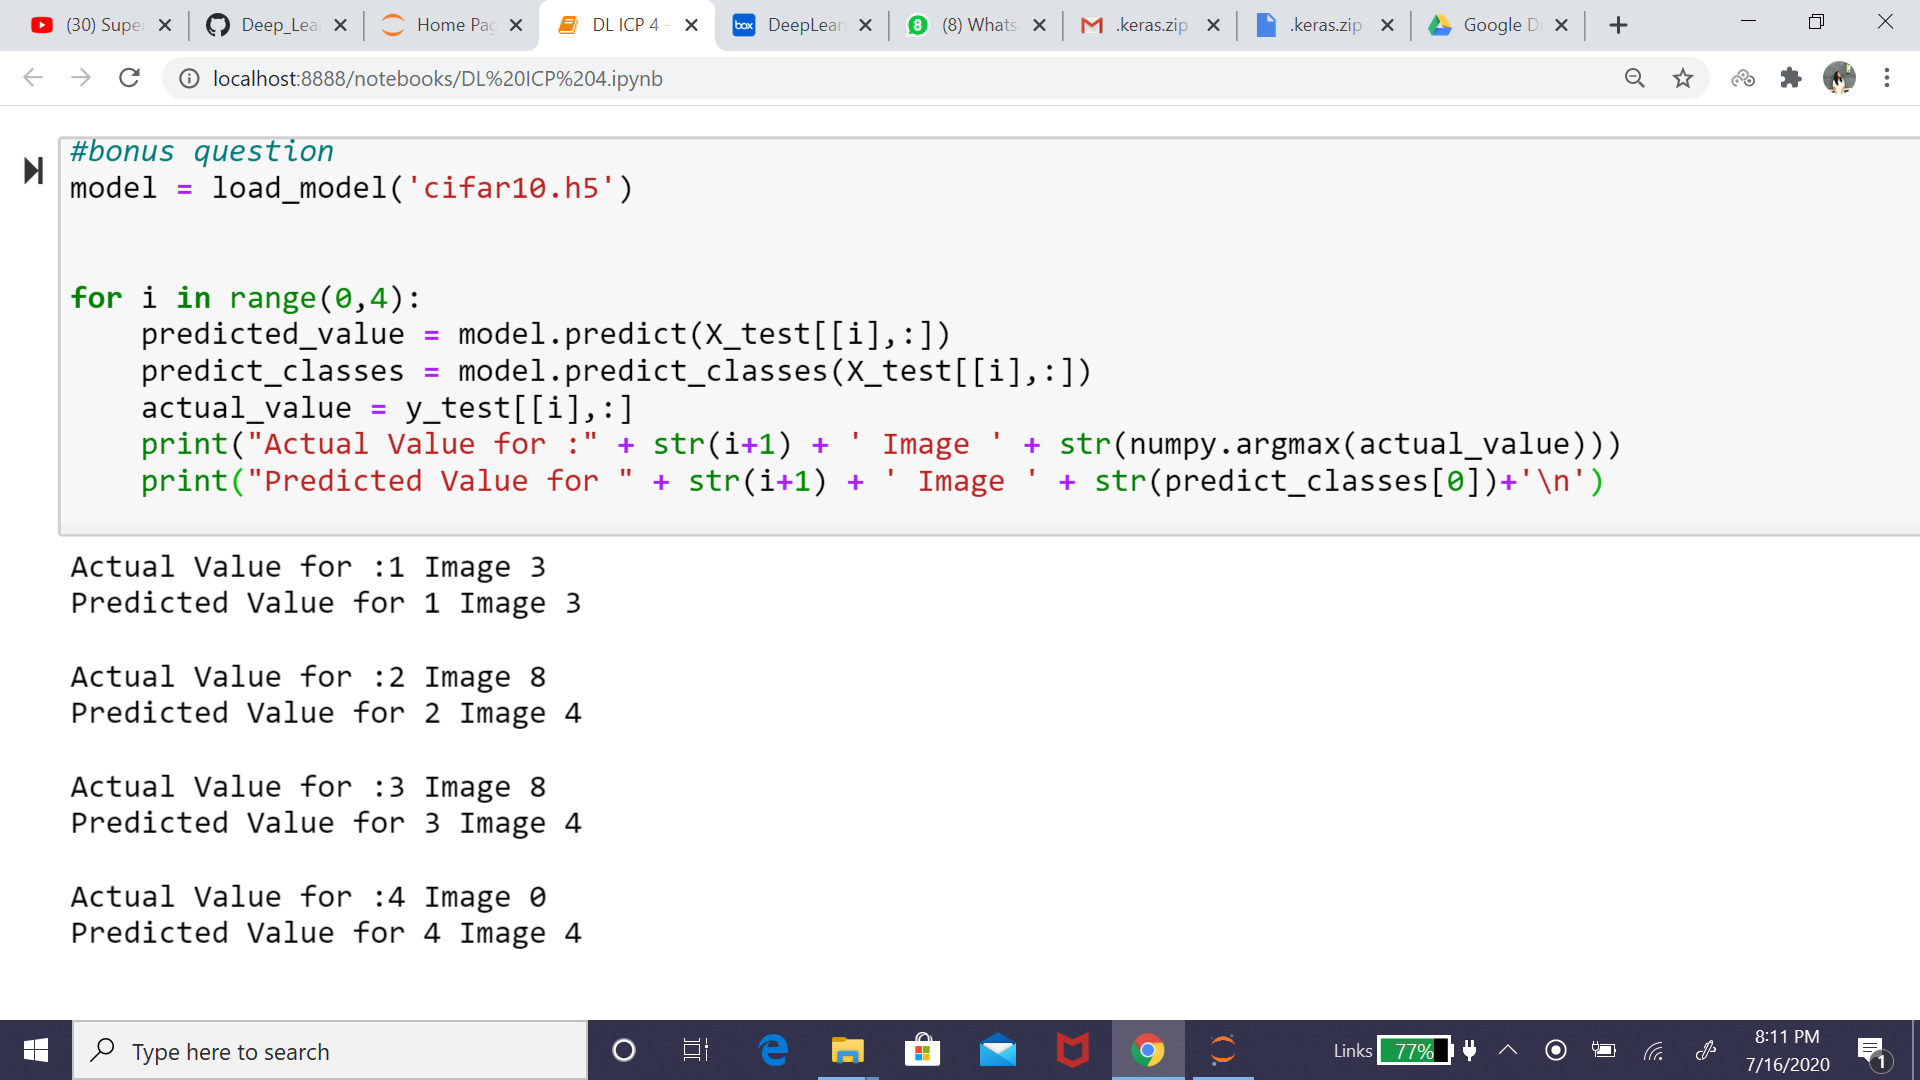 (30) Super
Deep_Lea
Home Pag
DL ICP 4 -
DeepLear
(8) Whats
.keras.zip
.keras.zip
Google D
localhost:8888/notebooks/DL%20ICP%204.ipynb
#bonus question
model = load_model('cifar10.h5')
for i in range(0,4):
    predicted_value = model.predict(X_test[[i],:])
    predict_classes = model.predict_classes(X_test[[i],:])
    actual_value = y_test[[i],:]
    print("Actual Value for :" + str(i+1) + ' Image ' + str(numpy.argmax(actual_value)))
    print("Predicted Value for " + str(i+1) + ' Image ' + str(predict_classes[0])+'\n')
Actual Value for :1 Image 3
Predicted Value for 1 Image 3
Actual Value for :2 Image 8
Predicted Value for 2 Image 4
Actual Value for :3 Image 8
Predicted Value for 3 Image 4
Actual Value for :4 Image 0
Predicted Value for 4 Image 4
Type here to search
Links 77%
8:11 PM
7/16/2020
1